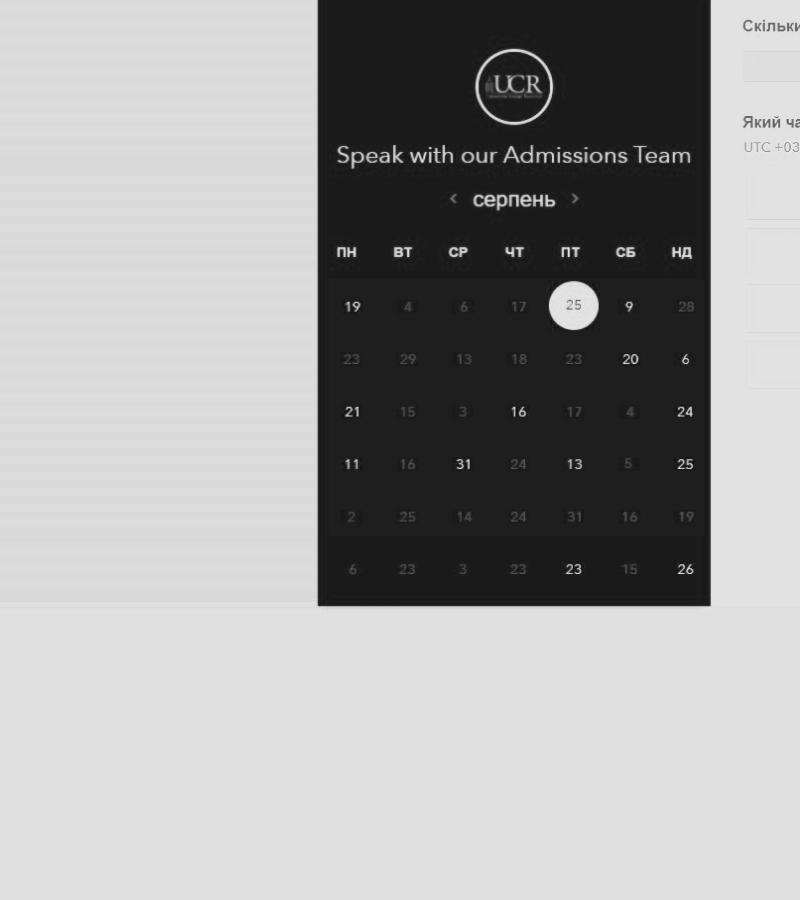 Скільки
UCR
Який ча
UTC +03
Speak with our Admissions Team
‹ серпень ›
ПН ВТ СР ЧТ ПТ СБ НД
19 4 6 17 25 9 28
23 29 13 18 23 20 6
21 15 3 16 17 4 24
11 16 31 24 13 5 25
2 25 14 24 31 16 19
6 23 3 23 23 15 26